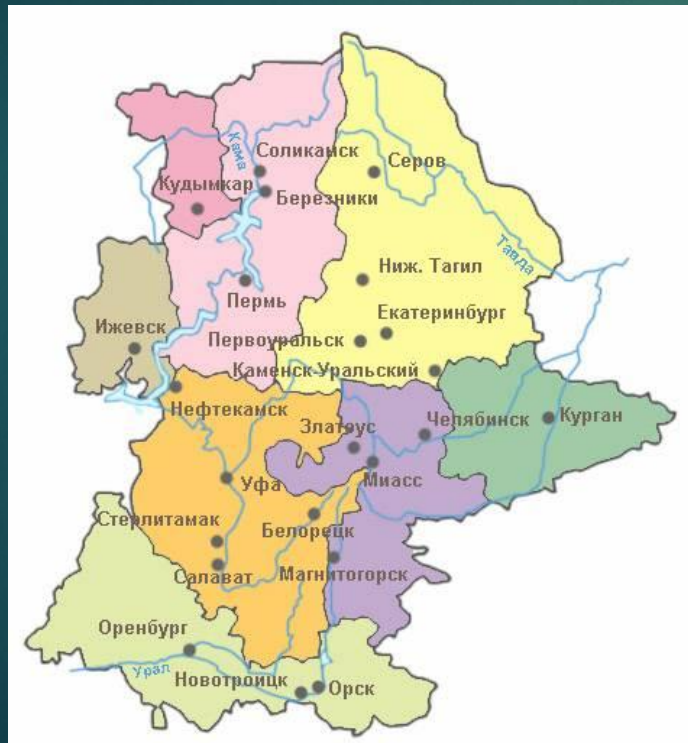 Кама
Соликамск
Серов
Кудымкар
Березники
Тавда
Ниж. Тагил
Пермь
Екатеринбург
Ижевск
Первоуральск
Каменск-Уральский
Нефтекамск
Златоус
Челябинск
Курган
Уфа
Миасс
Стерлитамак
Белорецк
Салават
Магнитогорск
Оренбург
Урал
Новотроицк
Орск